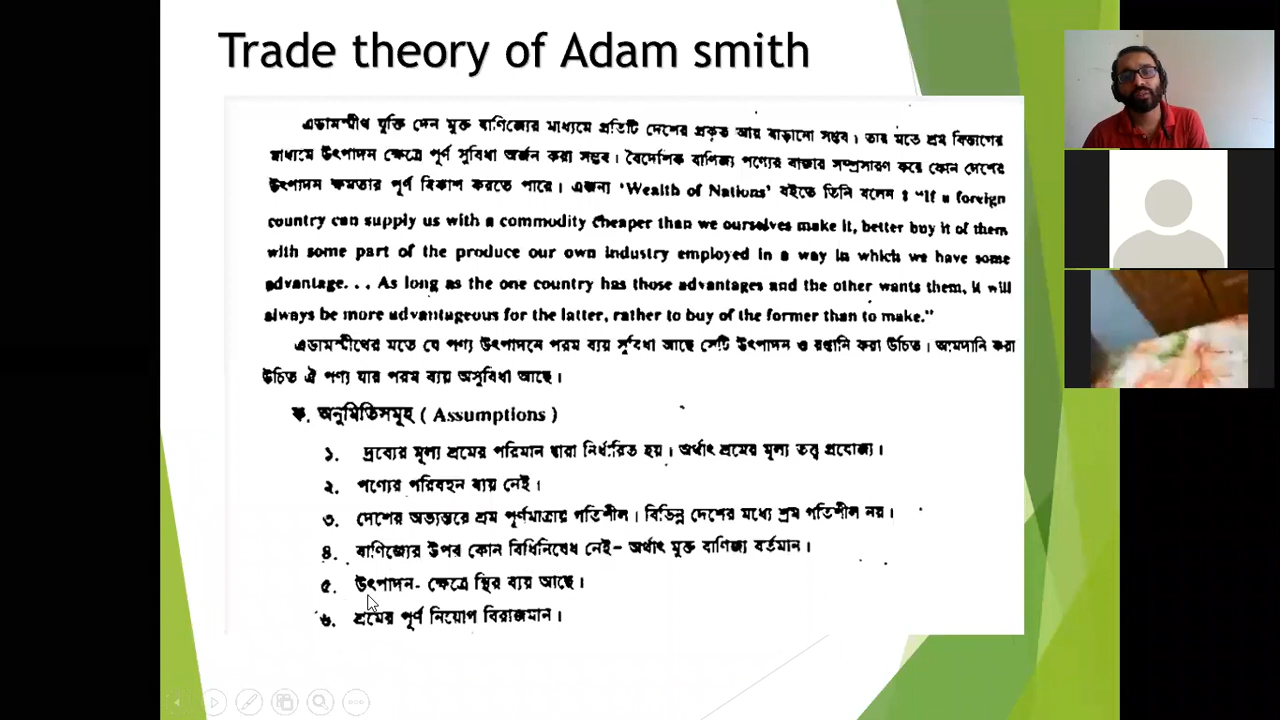 Trade theory of Adam smith
এডামস্মীথ যুক্তি দেন মুক্ত বাণিজ্যের মাধ্যমে প্রতিটি দেশের প্রকৃত আয় বাড়ানো সম্ভব। তার মতে শ্রম বিভাগের
মাধ্যমে উৎপাদন ক্ষেত্রে পূর্ণ সুবিধা অর্জন করা সম্ভব। বৈদেশিক বাণিজ্য পণ্যের বাজার সম্প্রসারণ করে কোন দেশের
উৎপাদন ক্ষমতার পূর্ণ বিকাশ করতে পারে। এজন্য 'Wealth of Nations' বইতে তিনি বলেন ঃ "If a foreign
country can supply us with a commodity cheaper than we ourselves make it, better buy it of them
with some part of the produce our own industry employed in a way in which we have some
advantage. . . As long as the one country has those advantages and the other wants them, it will
always be more advantageous for the latter, rather to buy of the former than to make."
এডামস্মীথের মতে যে পণ্য উৎপাদনে পরম ব্যয় সুবিধা আছে সেটি উৎপাদন ও রপ্তানি করা উচিত। আমদানি করা
উচিত ঐ পণ্য যার পরম ব্যয় অসুবিধা আছে।
ক. অনুমিতিসমূহ ( Assumptions )
১. দ্রব্যের মূল্য শ্রমের পরিমান দ্বারা নির্ধারিত হয়। অর্থাৎ শ্রমের মূল্য তত্ব প্রযোজ্য।
২. পণ্যের পরিবহন ব্যয় নেই।
৩. দেশের অভ্যন্তরে শ্রম পূর্ণমাত্রায় গতিশীল। বিভিন্ন দেশের মধ্যে শ্রম গতিশীল নয়।
৪. বাণিজ্যের উপর কোন বিধিনিষেধ নেই- অর্থাৎ মুক্ত বাণিজ্য বর্তমান।
৫. উৎপাদন- ক্ষেত্রে স্থির ব্যয় আছে।
৬. শ্রমের পূর্ণ নিয়োগ বিরাজমান।